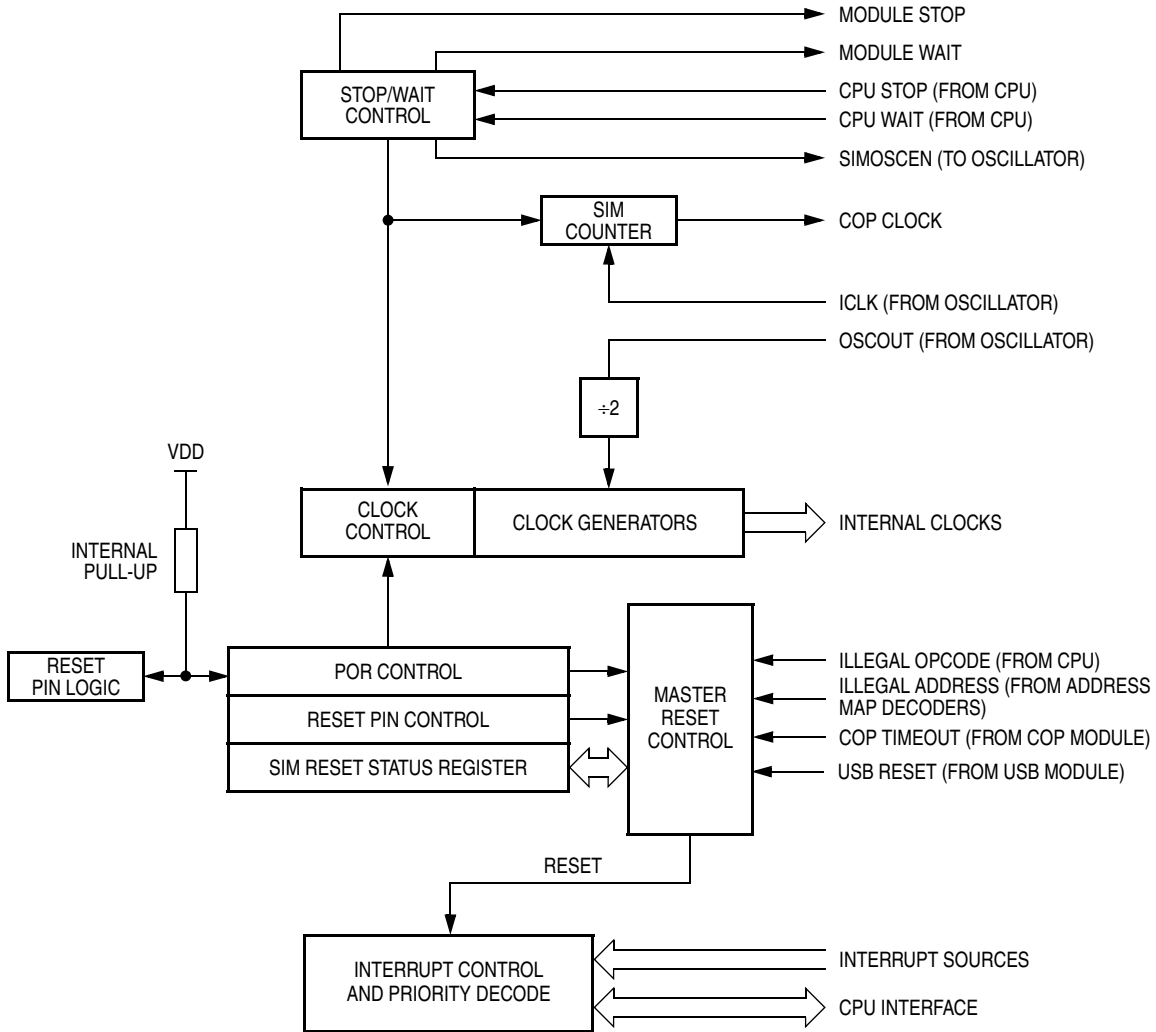 MODULE STOP
MODULE WAIT
STOP/WAIT
CONTROL
CPU STOP (FROM CPU)
CPU WAIT (FROM CPU)
SIMOSCEN (TO OSCILLATOR)
SIM
COUNTER
COP CLOCK
ICLK (FROM OSCILLATOR)
OSCOUT (FROM OSCILLATOR)
÷2
VDD
INTERNAL
PULL-UP
CLOCK
CONTROL
CLOCK GENERATORS
INTERNAL CLOCKS
RESET
PIN LOGIC
POR CONTROL
RESET PIN CONTROL
SIM RESET STATUS REGISTER
MASTER
RESET
CONTROL
ILLEGAL OPCODE (FROM CPU)
ILLEGAL ADDRESS (FROM ADDRESS
MAP DECODERS)
COP TIMEOUT (FROM COP MODULE)
USB RESET (FROM USB MODULE)
RESET
INTERRUPT CONTROL
AND PRIORITY DECODE
INTERRUPT SOURCES
CPU INTERFACE